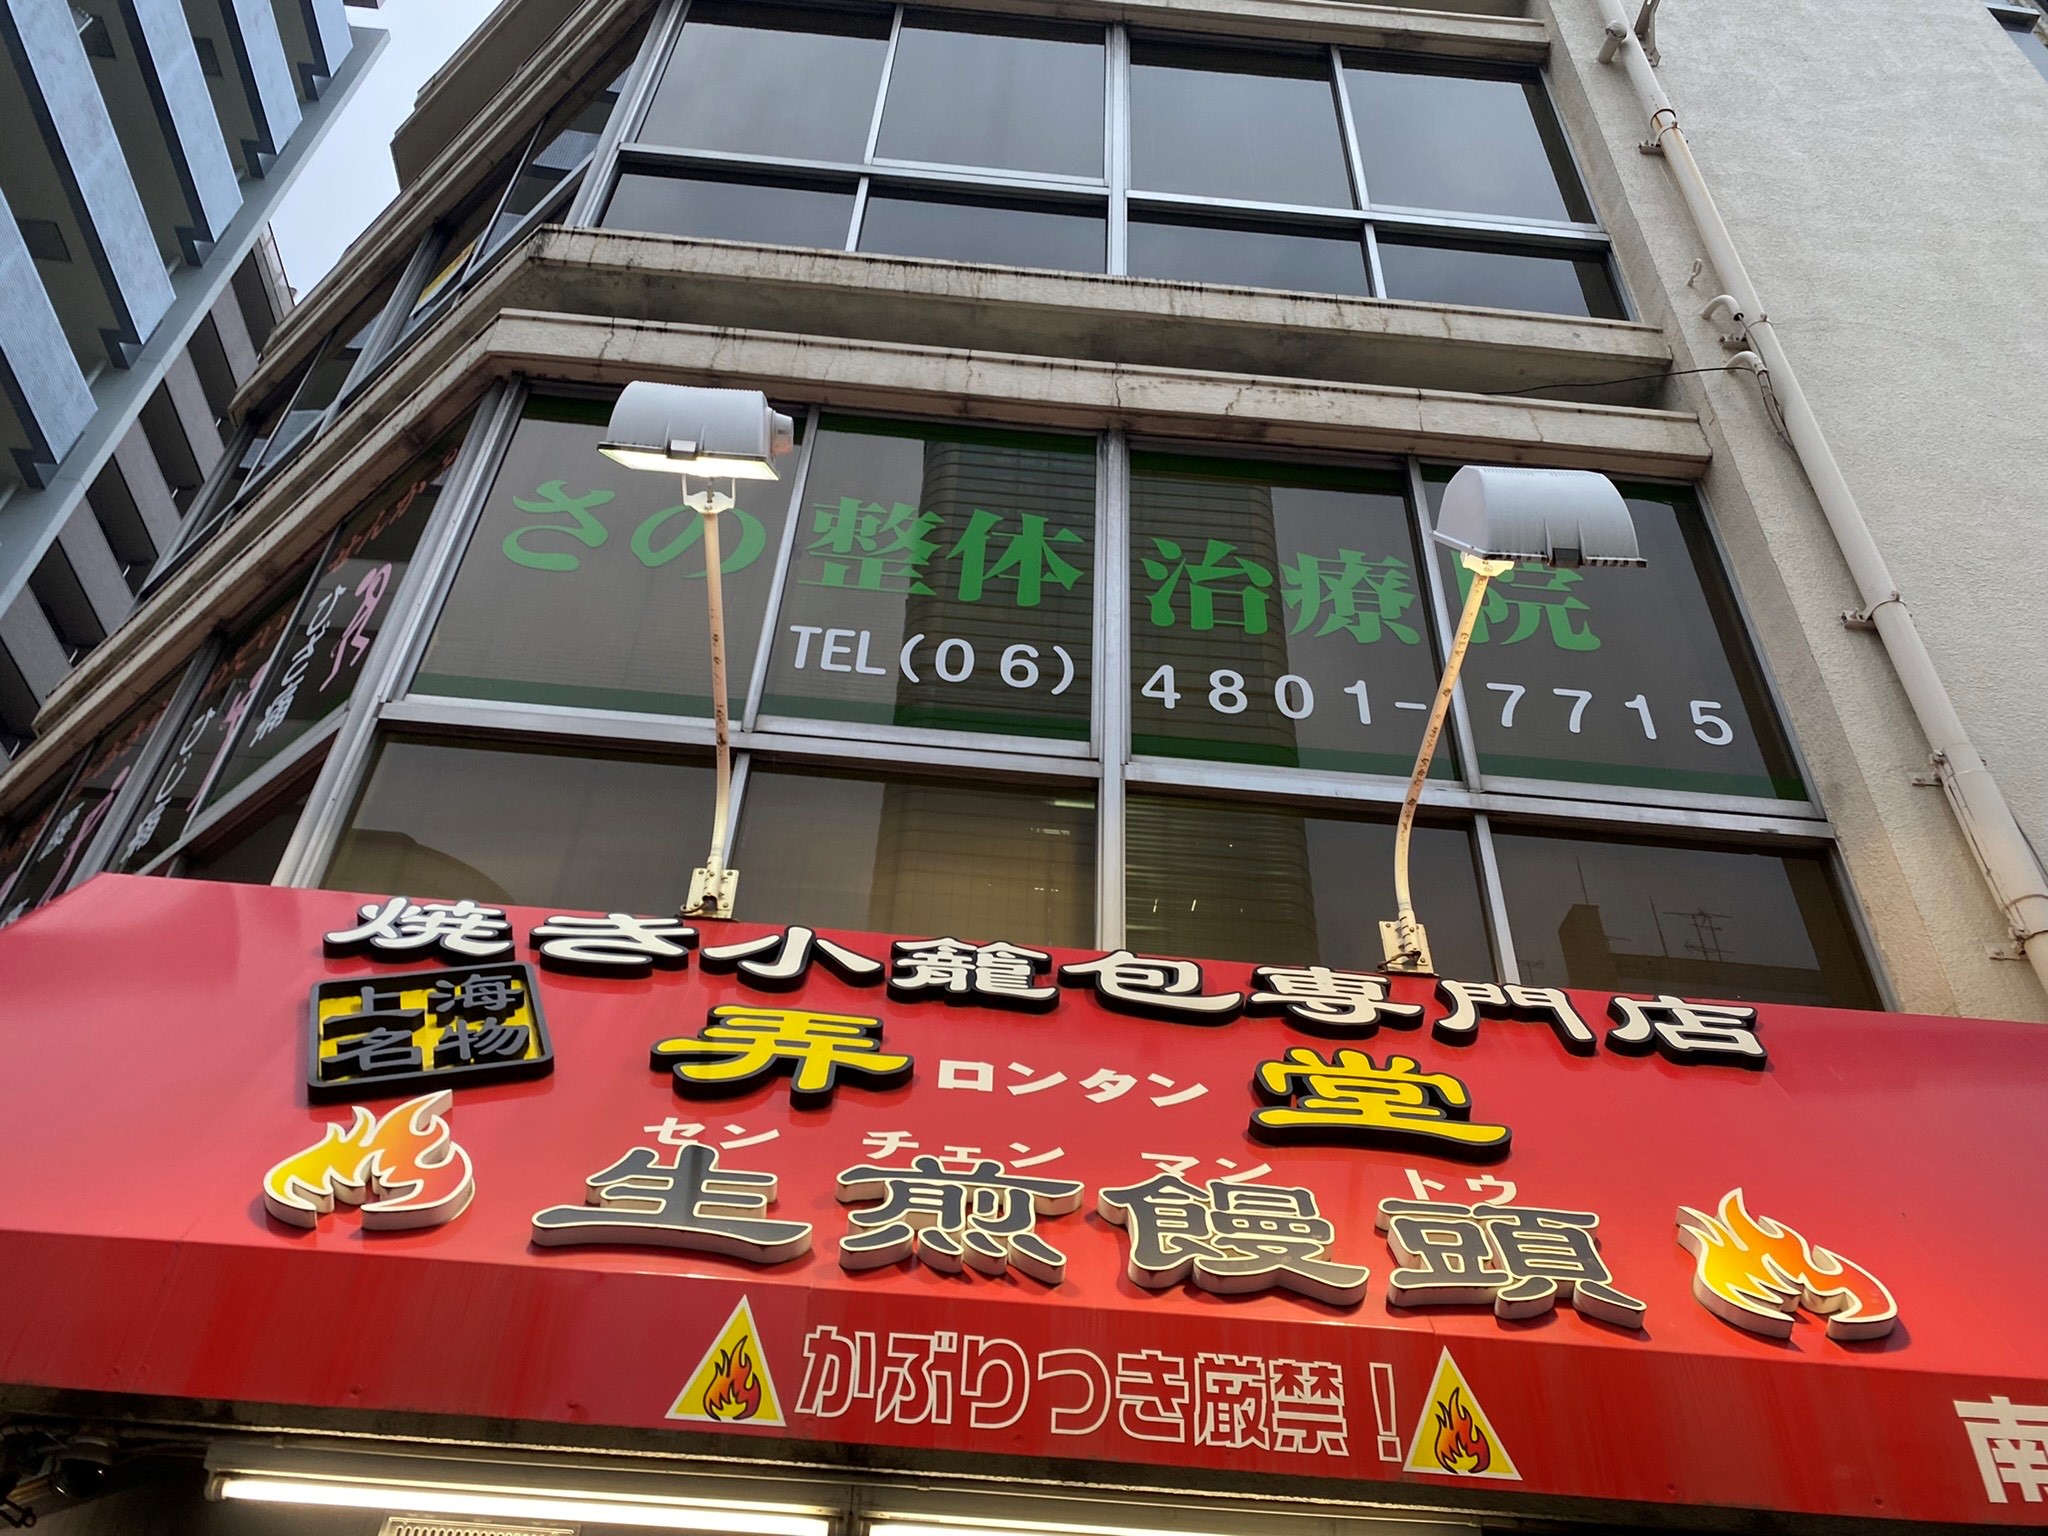 さの整体治療院
TEL(06) 4801-7715
焼き小籠包専門店
上海
名物
弄堂
ロンタン
センチェンマントウ
生煎饅頭
かぶりつき厳禁！
南